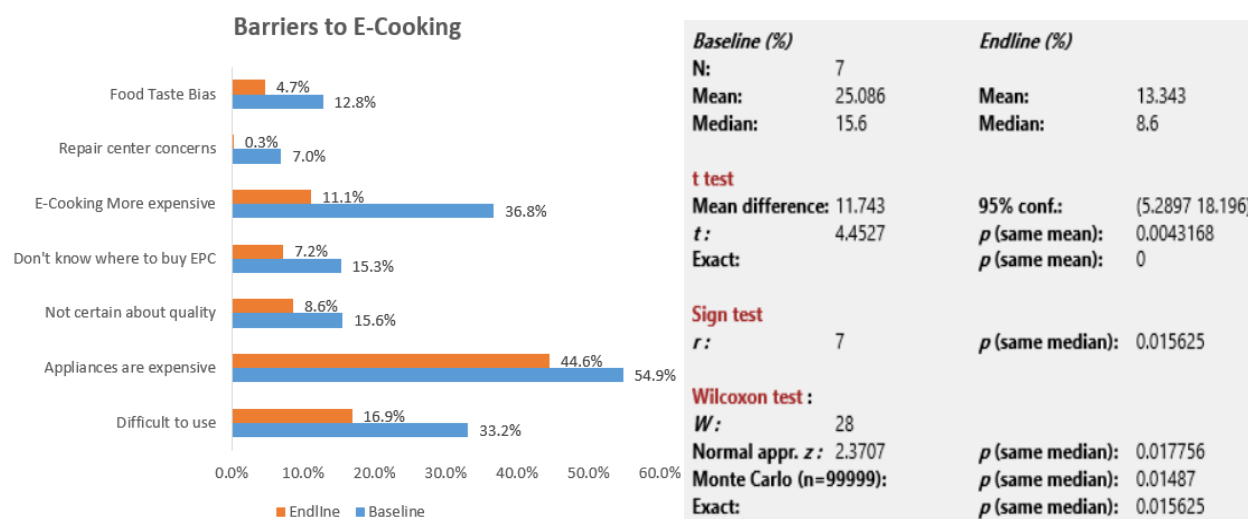 Barriers to E-Cooking
Food Taste Bias
4.7%
12.8%
Repair center concerns
0.3%
7.0%
E-Cooking More expensive
11.1%
36.8%
Don't know where to buy EPC
7.2%
15.3%
Not certain about quality
8.6%
15.6%
Appliances are expensive
44.6%
54.9%
Difficult to use
16.9%
33.2%
0.0% 10.0% 20.0% 30.0% 40.0% 50.0% 60.0%
Endline Baseline
Baseline (%) Endline (%)
N: 7
Mean: 25.086 Mean: 13.343
Median: 15.6 Median: 8.6
t test
Mean difference: 11.743 95% conf.: (5.2897 18.196)
t : 4.4527 p (same mean): 0.0043168
Exact: p (same mean): 0
Sign test
r : 7 p (same median): 0.015625
Wilcoxon test :
W : 28
Normal appr. z : 2.3707 p (same median): 0.017756
Monte Carlo (n=99999): p (same median): 0.01487
Exact: p (same median): 0.015625